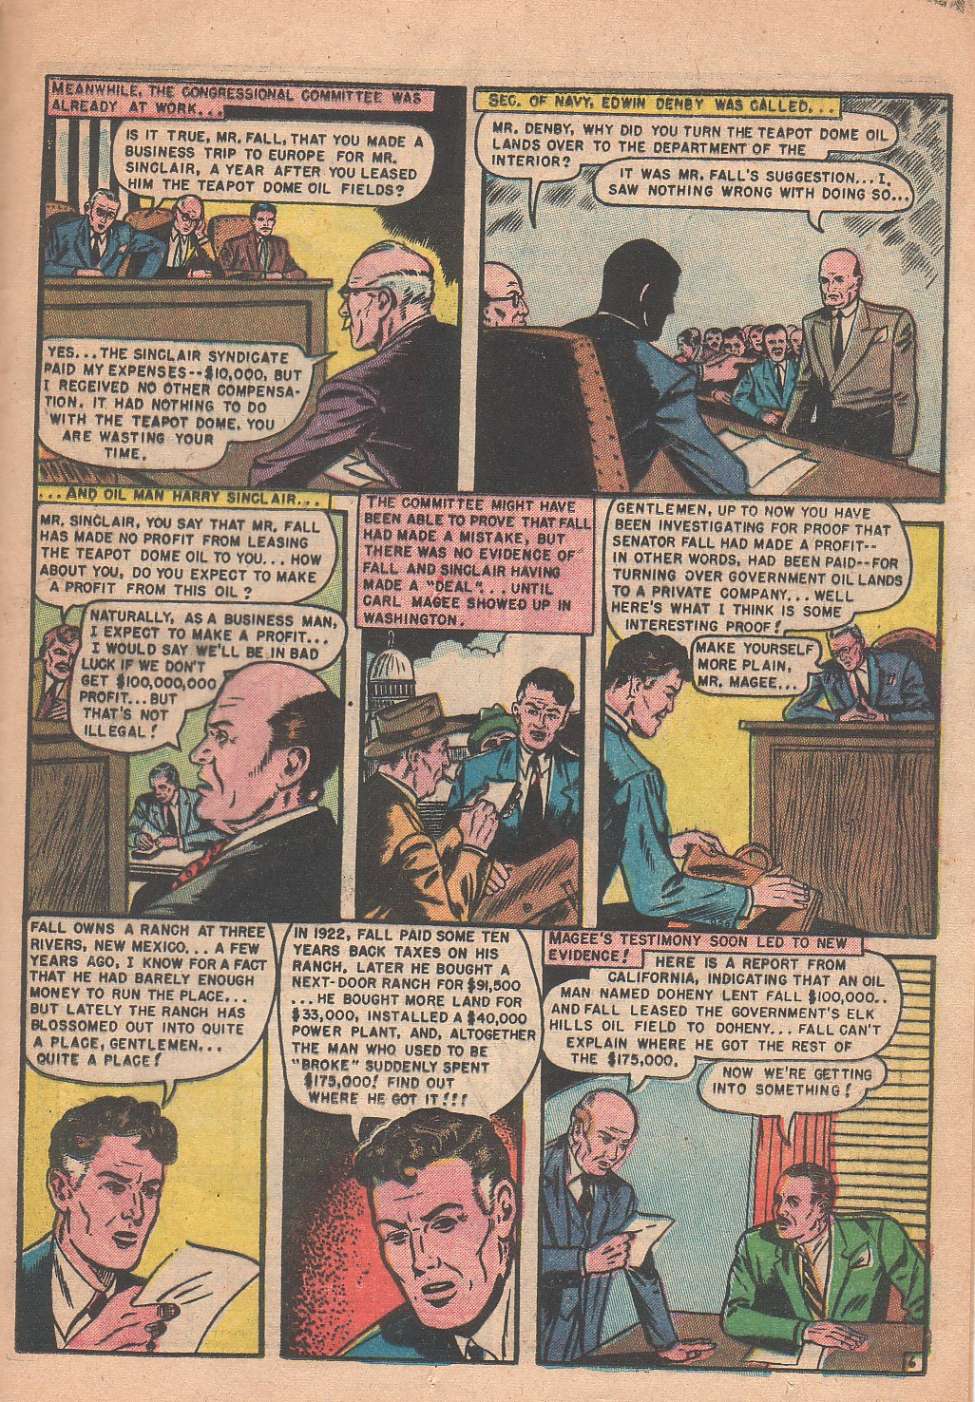 MEANWHILE, THE CONGRESSIONAL COMMITTEE WAS
ALREADY AT WORK...
IS IT TRUE, MR. FALL, THAT YOU MADE A
BUSINESS TRIP TO EUROPE FOR MR.
SINCLAIR, A YEAR AFTER YOU LEASED
HIM THE TEAPOT DOME OIL FIELDS?
YES...THE SINCLAIR SYNDICATE
PAID MY EXPENSES--$10,000, BUT
I RECEIVED NO OTHER COMPENSA-
TION. IT HAD NOTHING TO DO
WITH THE TEAPOT DOME. YOU
ARE WASTING YOUR
TIME.
SEC. OF NAVY, EDWIN DENBY WAS CALLED...
MR. DENBY, WHY DID YOU TURN THE TEAPOT DOME OIL
LANDS OVER TO THE DEPARTMENT OF THE
INTERIOR?
IT WAS MR. FALL'S SUGGESTION...I
SAW NOTHING WRONG WITH DOING SO...
...AND OIL MAN HARRY SINCLAIR...
MR. SINCLAIR, YOU SAY THAT MR. FALL
HAS MADE NO PROFIT FROM LEASING
THE TEAPOT DOME OIL TO YOU... HOW
ABOUT YOU, DO YOU EXPECT TO MAKE
A PROFIT FROM THIS OIL?
NATURALLY, AS A BUSINESS MAN,
I EXPECT TO MAKE A PROFIT...
I WOULD SAY WE'LL BE IN BAD
LUCK IF WE DON'T
GET $100,000,000
PROFIT...BUT
THAT'S NOT
ILLEGAL!
THE COMMITTEE MIGHT HAVE
BEEN ABLE TO PROVE THAT FALL
HAD MADE A MISTAKE, BUT
THERE WAS NO EVIDENCE OF
FALL AND SINCLAIR HAVING
MADE A "DEAL"... UNTIL
CARL MAGEE SHOWED UP IN
WASHINGTON.
GENTLEMEN, UP TO NOW YOU HAVE
BEEN INVESTIGATING FOR PROOF THAT
SENATOR FALL HAD MADE A PROFIT--
IN OTHER WORDS, HAD BEEN PAID--FOR
TURNING OVER GOVERNMENT OIL LANDS
TO A PRIVATE COMPANY... WELL
HERE'S WHAT I THINK IS SOME
INTERESTING PROOF!
MAKE YOURSELF
MORE PLAIN,
MR. MAGEE...
FALL OWNS A RANCH AT THREE
RIVERS, NEW MEXICO... A FEW
YEARS AGO, I KNOW FOR A FACT
THAT HE HAD BARELY ENOUGH
MONEY TO RUN THE PLACE...
BUT LATELY THE RANCH HAS
BLOSSOMED OUT INTO QUITE
A PLACE, GENTLEMEN...
QUITE A PLACE!
IN 1922, FALL PAID SOME TEN
YEARS BACK TAXES ON HIS
RANCH. LATER HE BOUGHT A
NEXT-DOOR RANCH FOR $91,500
...HE BOUGHT MORE LAND FOR
$33,000, INSTALLED A $40,000
POWER PLANT, AND, ALTOGETHER
THE MAN WHO USED TO BE
"BROKE" SUDDENLY SPENT
$175,000! FIND OUT
WHERE HE GOT IT!!!
MAGEE'S TESTIMONY SOON LED TO NEW
EVIDENCE!
HERE IS A REPORT FROM
CALIFORNIA, INDICATING THAT AN OIL
MAN NAMED DOHENY LENT FALL $100,000..
AND FALL LEASED THE GOVERNMENT'S ELK
HILLS OIL FIELD TO DOHENY... FALL CAN'T
EXPLAIN WHERE HE GOT THE REST OF
THE $175,000.
NOW WE'RE GETTING
INTO SOMETHING!
6